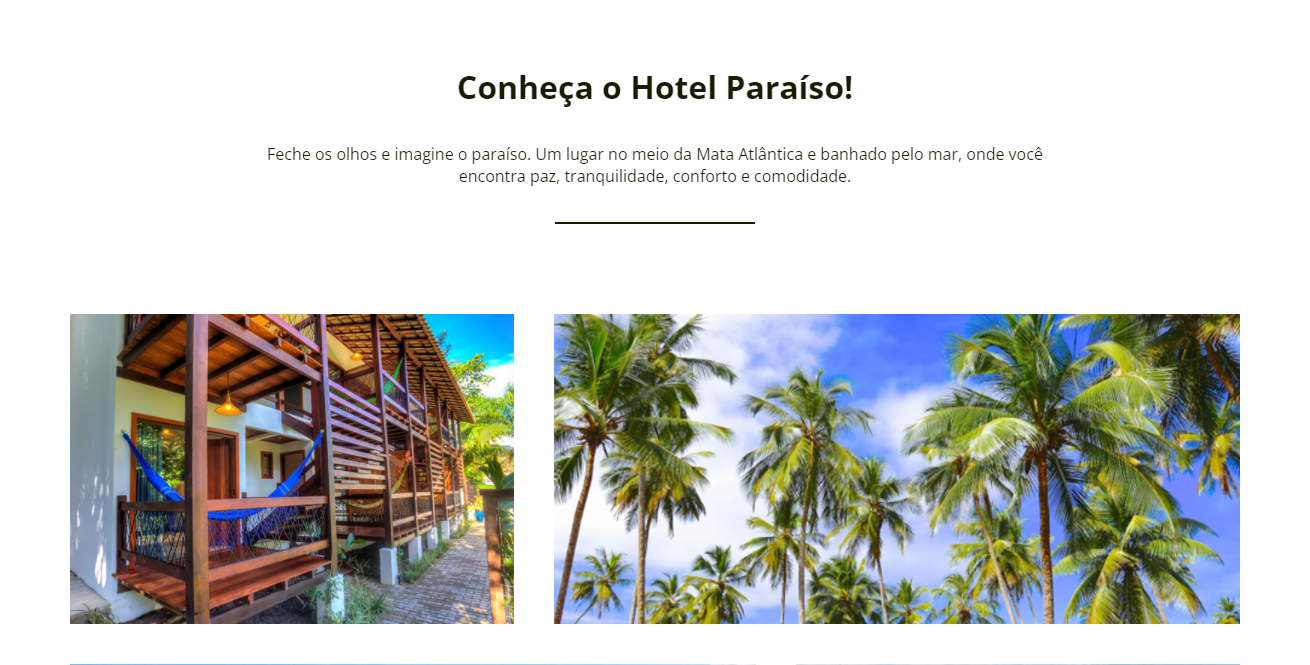 Conheça o Hotel Paraíso!
Feche os olhos e imagine o paraíso. Um lugar no meio da Mata Atlântica e banhado pelo mar, onde você
encontra paz, tranquilidade, conforto e comodidade.